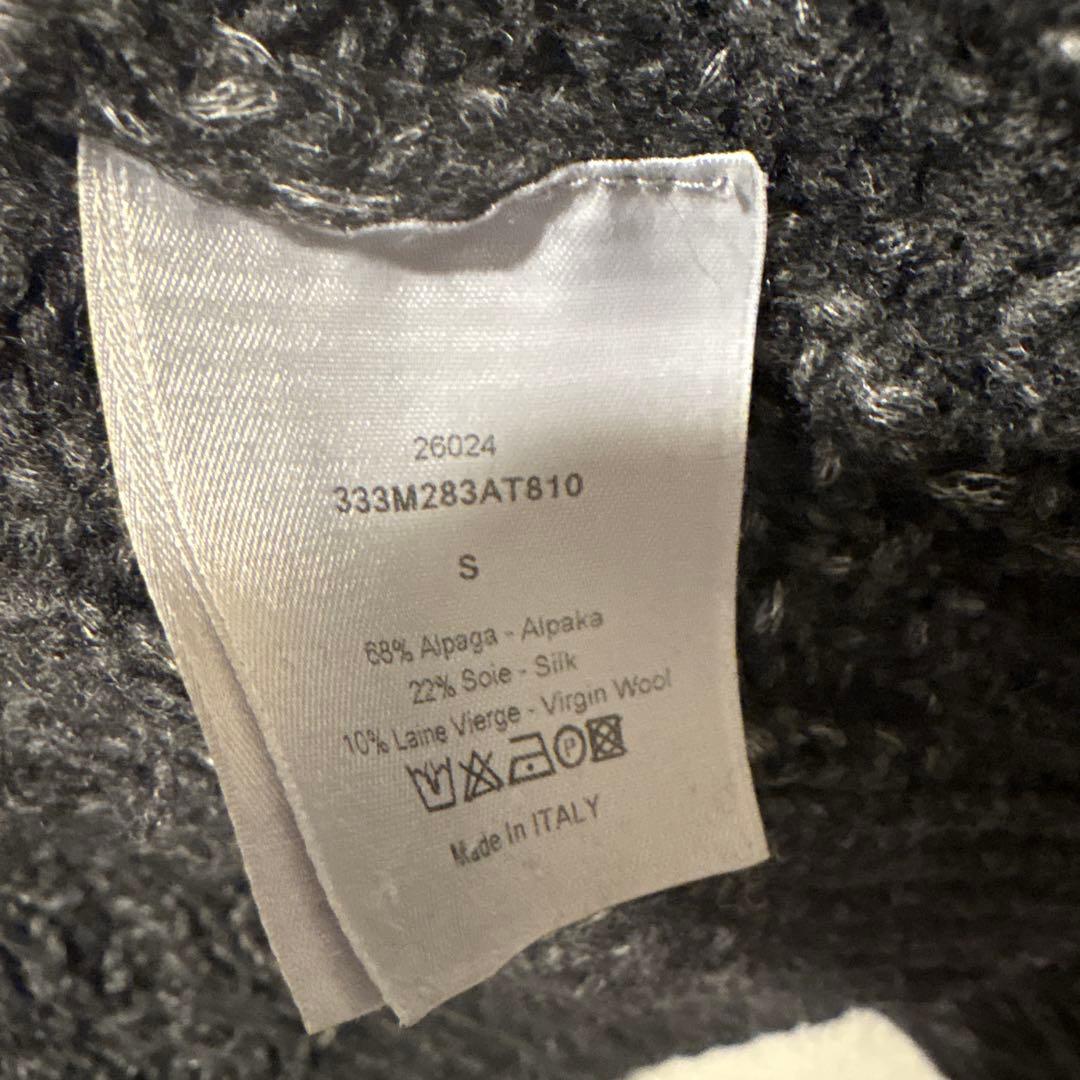 26024
333M283AT810
S
68% Alpaga - Alpaka
22% Soie - Silk
10% Laine Vierge - Virgin Wool
P
Made In ITALY